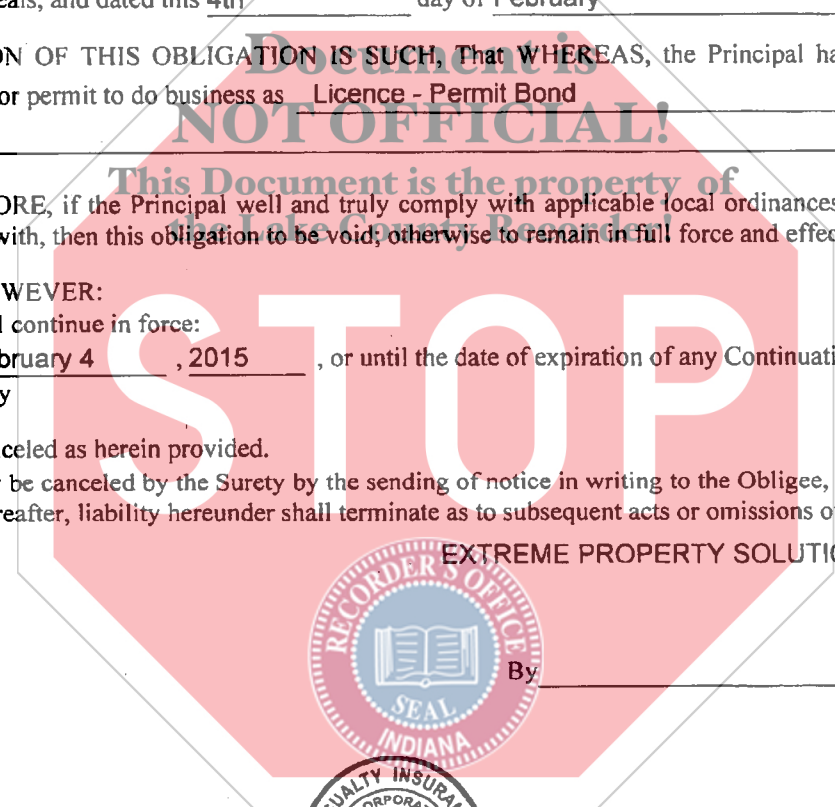 eals, and dated this 4th day of February
ON OF THIS OBLIGATION IS SUCH, That WHEREAS, the Principal ha
Document is
or permit to do business as Licence - Permit Bond
NOT OFFICIAL!
This Document is the property of
ORE, if the Principal well and truly comply with applicable local ordinances
the Lake County Recorder!
with, then this obligation to be void; otherwise to remain in full force and effec
WEVER:
l continue in force:
bruary 4 , 2015 , or until the date of expiration of any Continuati
y
STOP
celed as herein provided.
be canceled by the Surety by the sending of notice in writing to the Obligee,
reafter, liability hereunder shall terminate as to subsequent acts or omissions o
EXTREME PROPERTY SOLUTIO
RECORDER'S OFFICE
By
SEAL
INDIANA
UALTY INSURA
ORPORA